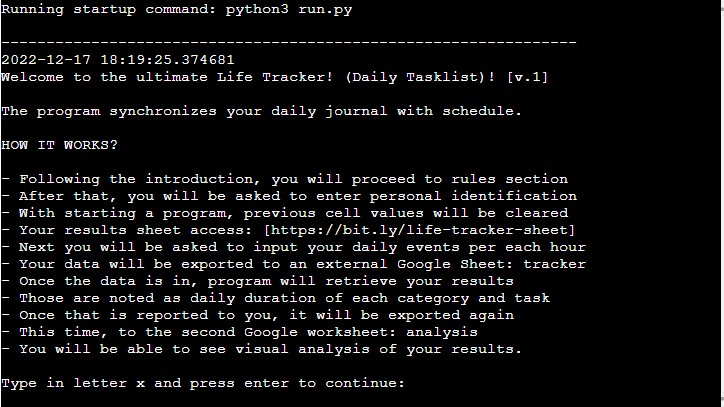 Running startup command: python3 run.py
----------------------------------------------------------------
2022-12-17 18:19:25.374681
Welcome to the ultimate Life Tracker! (Daily Tasklist)! [v.1]
The program synchronizes your daily journal with schedule.
HOW IT WORKS?
- Following the introduction, you will proceed to rules section
- After that, you will be asked to enter personal identification
- With starting a program, previous cell values will be cleared
- Your results sheet access: [https://bit.ly/life-tracker-sheet]
- Next you will be asked to input your daily events per each hour
- Your data will be exported to an external Google Sheet: tracker
- Once the data is in, program will retrieve your results
- Those are noted as daily duration of each category and task
- Once that is reported to you, it will be exported again
- This time, to the second Google worksheet: analysis
- You will be able to see visual analysis of your results.
Type in letter x and press enter to continue: